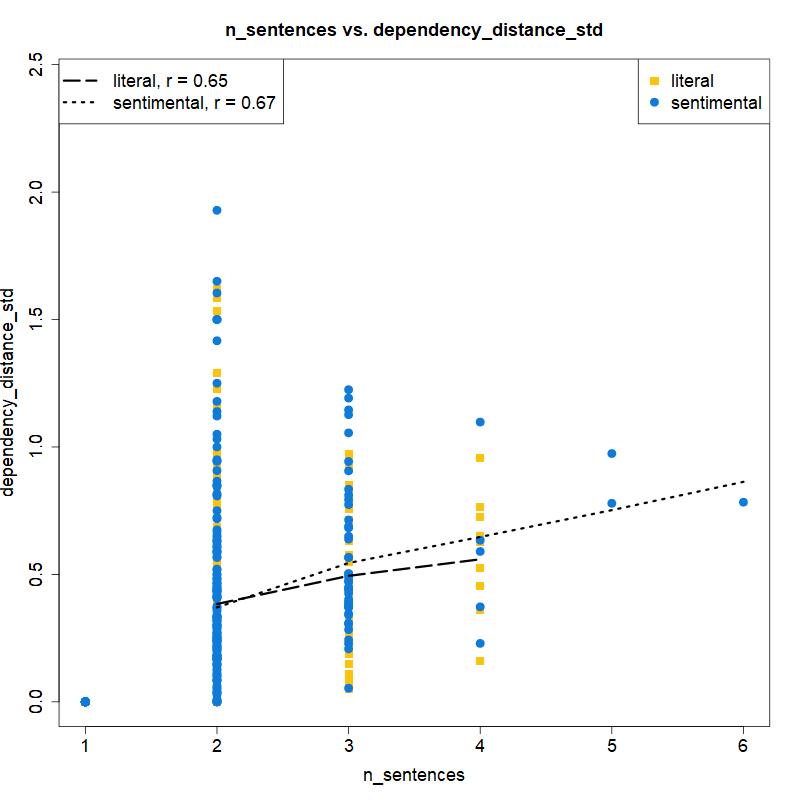 n_sentences vs. dependency_distance_std
literal, r = 0.65
sentimental, r = 0.67
literal
sentimental
dependency_distance_std
2.5
2.0
1.5
1.0
0.5
0.0
1 2 3 4 5 6
n_sentences